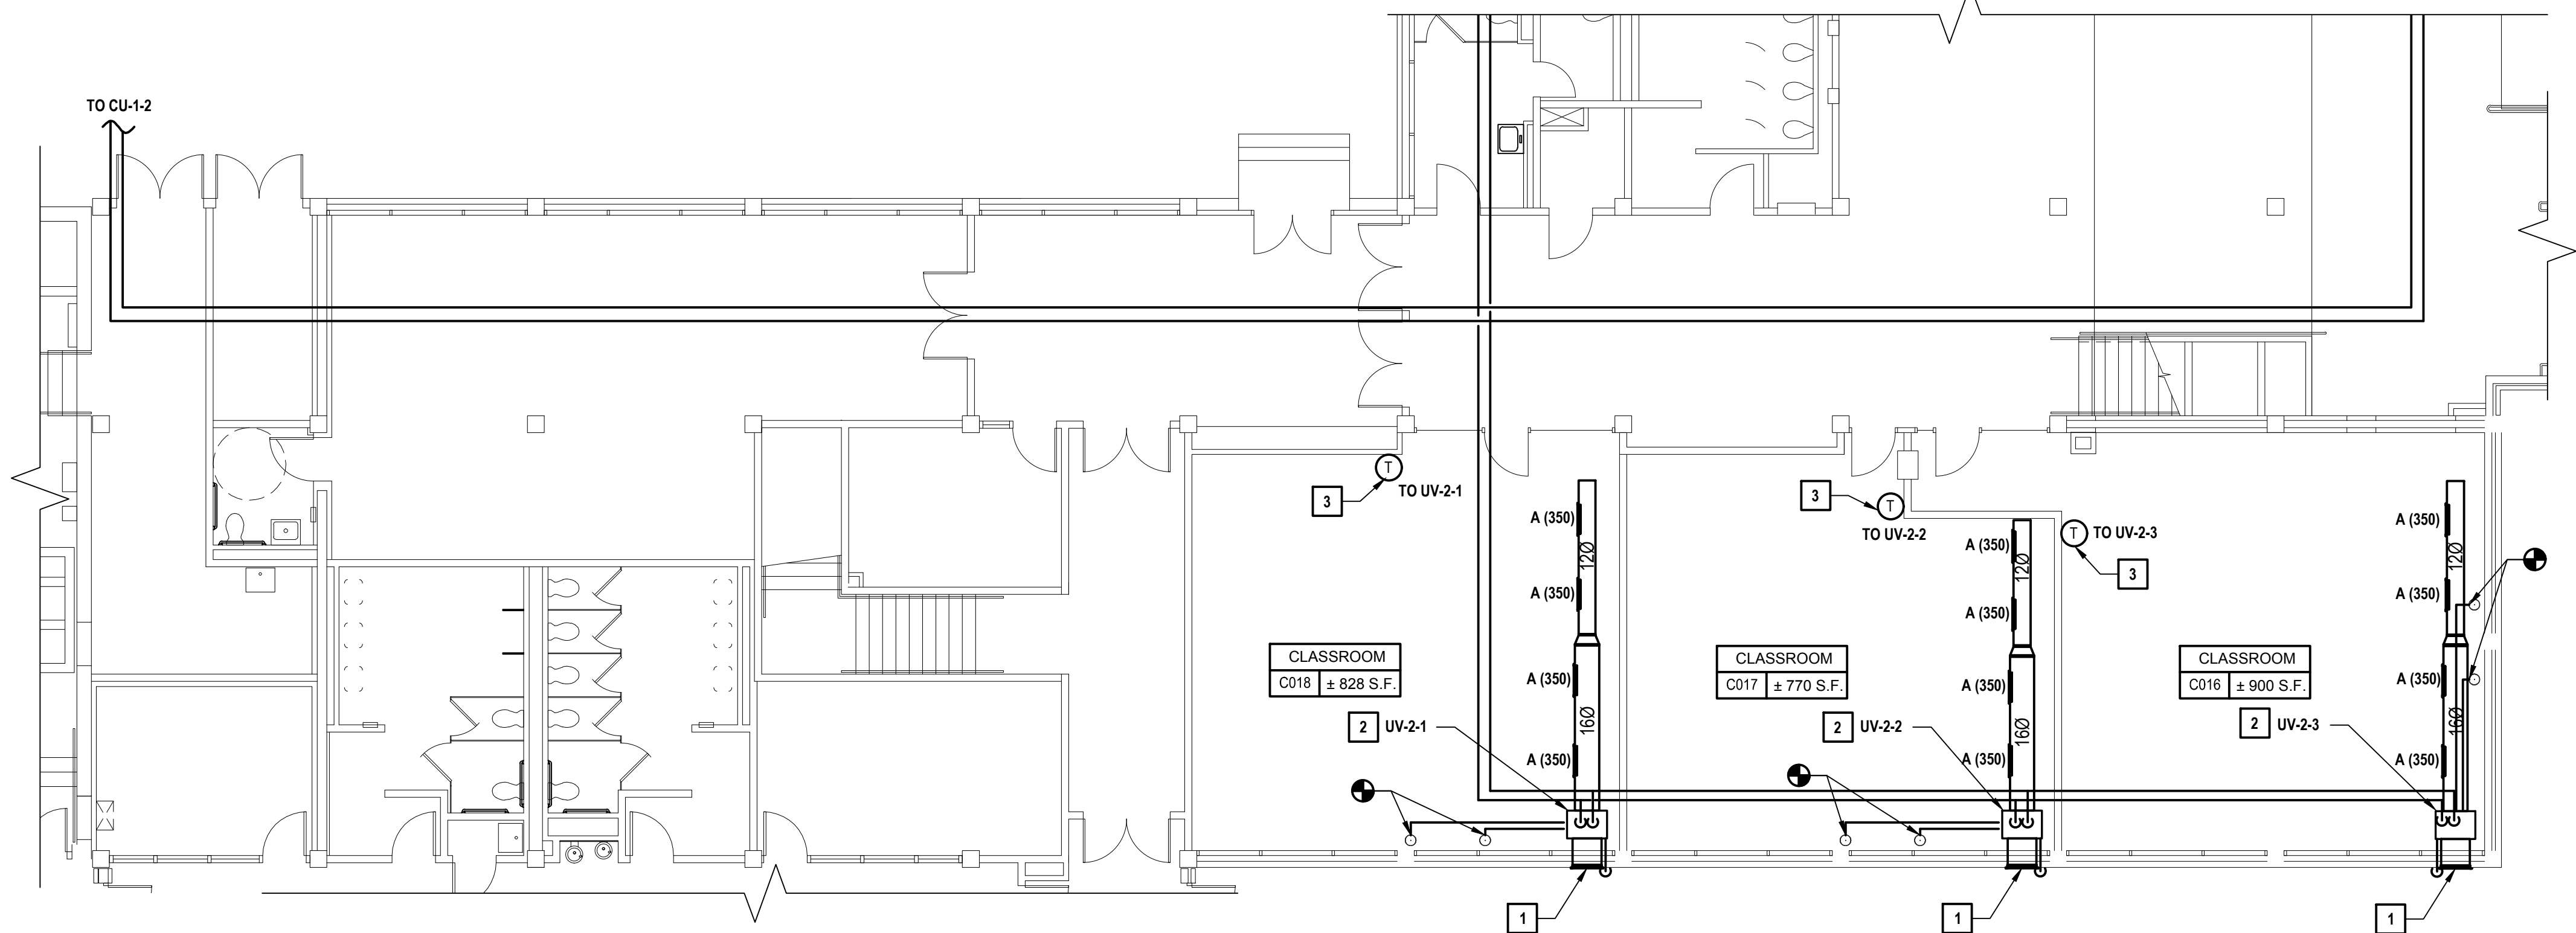 TO CU-1-2
3
T
TO UV-2-1
3
T
TO UV-2-2
T
TO UV-2-3
3
A (350)
A (350)
A (350)
A (350)
12Ø
16Ø
A (350)
A (350)
A (350)
A (350)
12Ø
16Ø
A (350)
A (350)
A (350)
A (350)
12Ø
16Ø
CLASSROOM
C018 ± 828 S.F.
2 UV-2-1
CLASSROOM
C017 ± 770 S.F.
2 UV-2-2
CLASSROOM
C016 ± 900 S.F.
2 UV-2-3
1
1
1